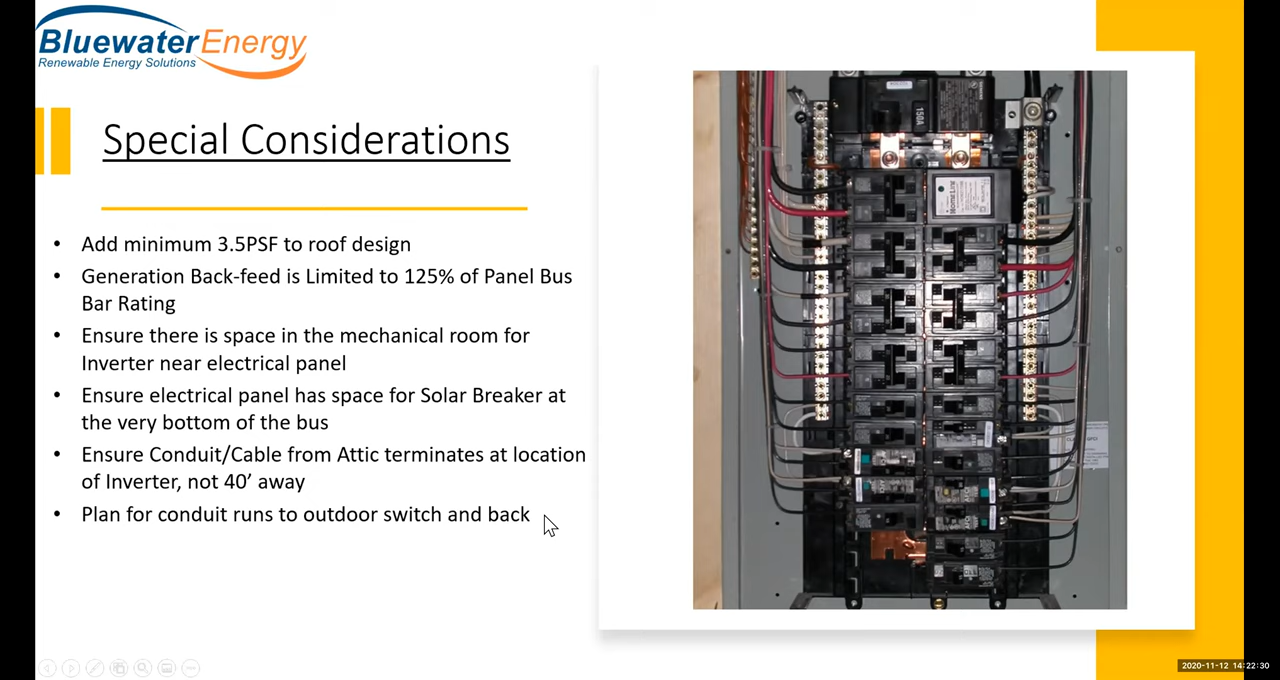 BluewaterEnergy
Renewable Energy Solutions
Special Considerations
• Add minimum 3.5PSF to roof design
• Generation Back-feed is Limited to 125% of Panel Bus
Bar Rating
• Ensure there is space in the mechanical room for
Inverter near electrical panel
• Ensure electrical panel has space for Solar Breaker at
the very bottom of the bus
• Ensure Conduit/Cable from Attic terminates at location
of Inverter, not 40’ away
• Plan for conduit runs to outdoor switch and back
150A
2020-11-12 14:22:30